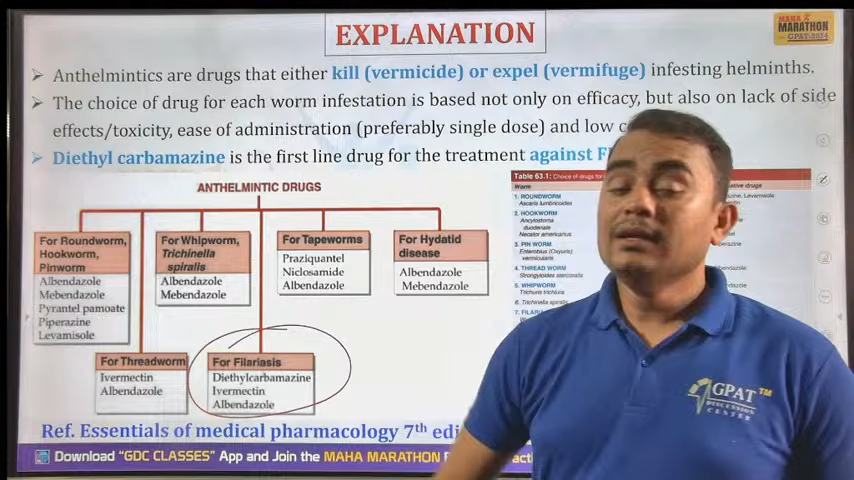 EXPLANATION
MAHA
MARATHON
GPAT-2024
Anthelmintics are drugs that either kill (vermicide) or expel (vermifuge) infesting helminths.
The choice of drug for each worm infestation is based not only on efficacy, but also on lack of side
effects/toxicity, ease of administration (preferably single dose) and low
Diethyl carbamazine is the first line drug for the treatment against
ANTHELMINTIC DRUGS
For Roundworm,
Hookworm,
Pinworm
Albendazole
Mebendazole
Pyrantel pamoate
Piperazine
Levamisole
For Whipworm,
Trichinella
spiralis
Albendazole
Mebendazole
For Tapeworms
Praziquantel
Niclosamide
Albendazole
For Hydatid
disease
Albendazole
Mebendazole
For Threadworm
Ivermectin
Albendazole
For Filariasis
Diethylcarbamazine
Ivermectin
Albendazole
Table 63.1: Choice of drugs for
Worm
drugs
1. ROUNDWORM
Ascaris lumbricoides
Levamisole
2. HOOKWORM
Ancylostoma
duodenale
Necator americanus
3. PIN WORM
Enterobius (Oxyuris)
vermicularis
4. THREAD WORM
Strongyloides stercoralis
5. WHIPWORM
Trichuris trichiura
6. Trichinella spiralis
7.
Ref. Essentials of medical pharmacology 7th
Download "GDC CLASSES" App and Join the MAHA MARATHON
GPAT TM
DISCUSSION
CENTER